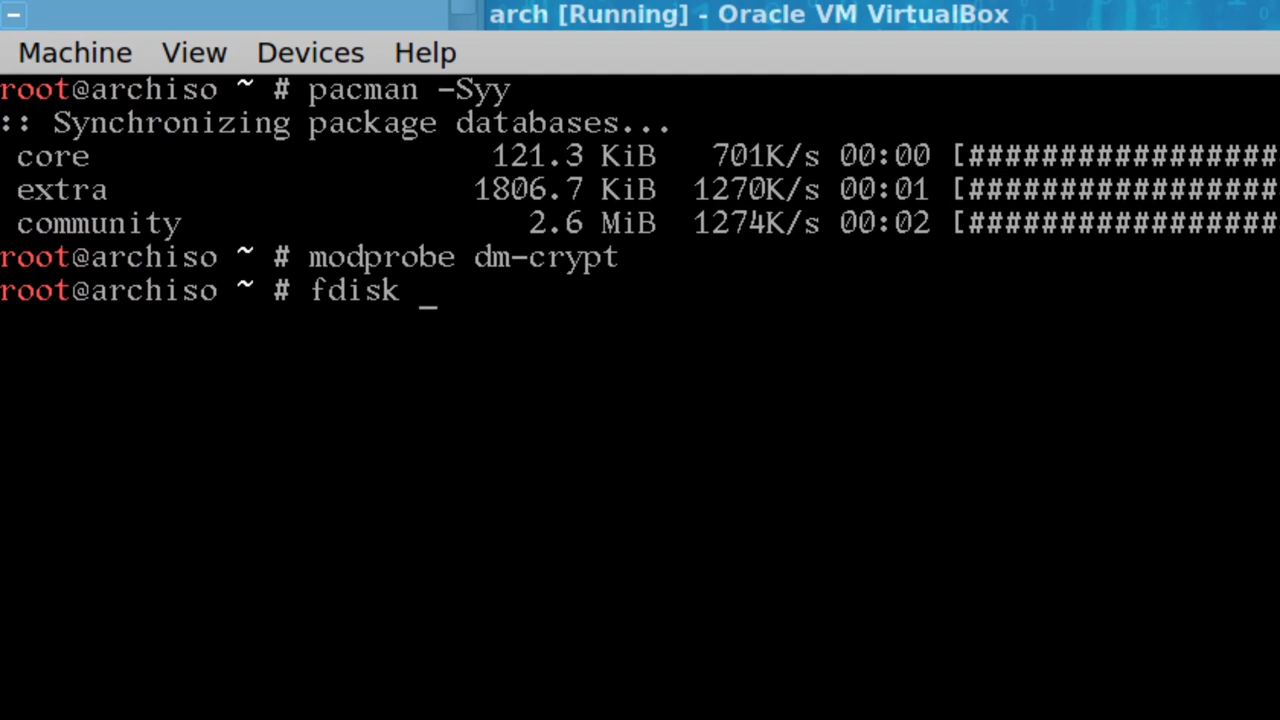 arch [Running] - Oracle VM VirtualBox
Machine View Devices Help
root@archiso ~ # pacman -Syy
:: Synchronizing package databases...
core 121.3 KiB 701K/s 00:00 [#################
extra 1806.7 KiB 1270K/s 00:01 [#################
community 2.6 MiB 1274K/s 00:02 [#################
root@archiso ~ # modprobe dm-crypt
root@archiso ~ # fdisk _